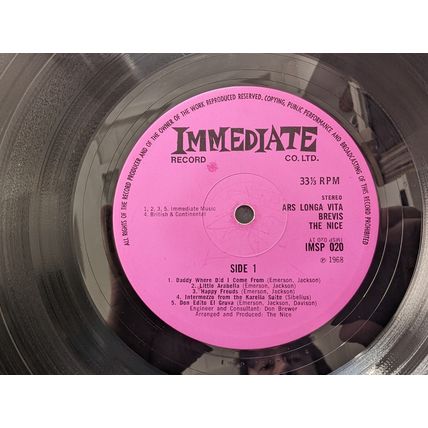 ALL RIGHTS OF THE RECORD PRODUCER AND OF THE OWNER OF THE WORK REPRODUCED RESERVED, COPYING, PUBLIC PERFORMANCE AND BROADCASTING OF THIS RECORD PROHIBITED
IMMEDIATE
RECORD CO. LTD.
33⅓ RPM
STEREO
1, 2, 3, 5, Immediate Music
4. British & Continental
ARS LONGA VITA
BREVIS
THE NICE
(IMSP 020 A)
IMSP 020
℗ 1968
SIDE 1
1. Daddy Where Did I Come From (Emerson, Jackson)
2. Little Arabella (Emerson, Jackson)
3. Happy Freuds (Emerson, Jackson)
4. Intermezzo from the Karelia Suite (Sibelius)
5. Don Edito El Gruva (Emerson, Jackson, Davison)
Engineer and Consultant: Don Brewer
Arranged and Produced: The Nice